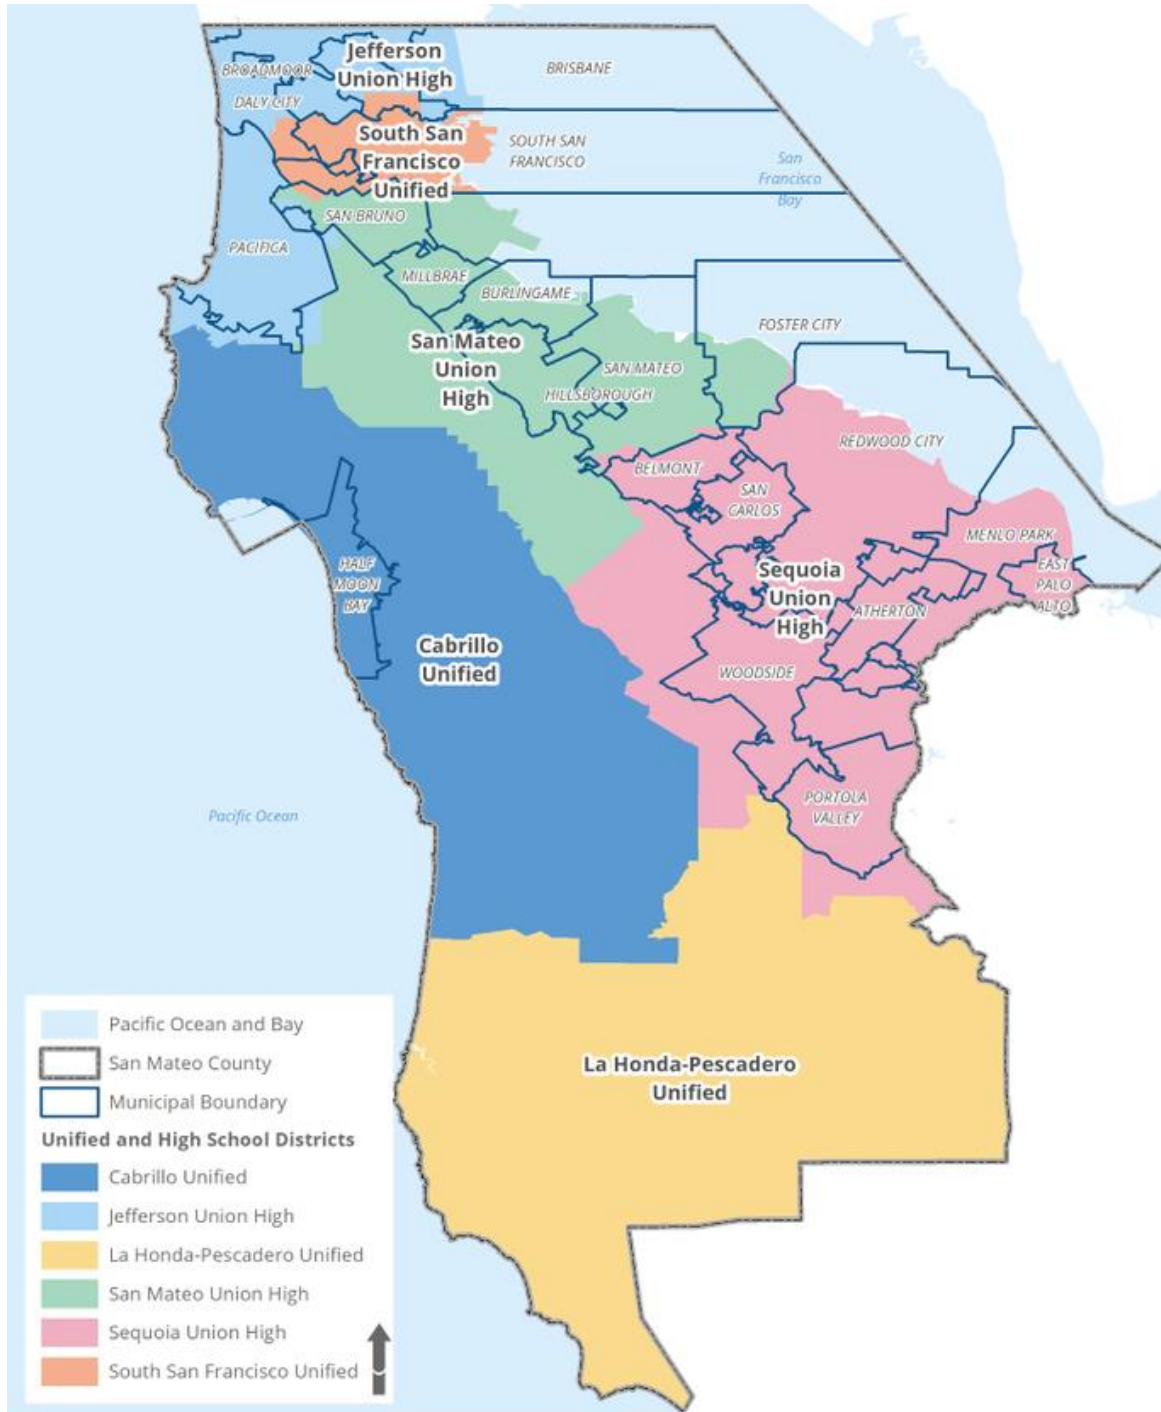 Jefferson
Union High
BROADMOOR
BRISBANE
DALY CITY
South San
Francisco
Unified
SOUTH SAN
FRANCISCO
San
Francisco
Bay
SAN BRUNO
PACIFICA
MILLBRAE
BURLINGAME
FOSTER CITY
San Mateo
Union
High
SAN MATEO
HILLSBOROUGH
REDWOOD CITY
BELMONT
SAN
CARLOS
MENLO PARK
HALF
MOON
BAY
Sequoia
Union
High
EAST
PALO
ALTO
ATHERTON
Cabrillo
Unified
WOODSIDE
PORTOLA
VALLEY
Pacific Ocean
La Honda-Pescadero
Unified
Pacific Ocean and Bay
San Mateo County
Municipal Boundary
Unified and High School Districts
Cabrillo Unified
Jefferson Union High
La Honda-Pescadero Unified
San Mateo Union High
Sequoia Union High
South San Francisco Unified